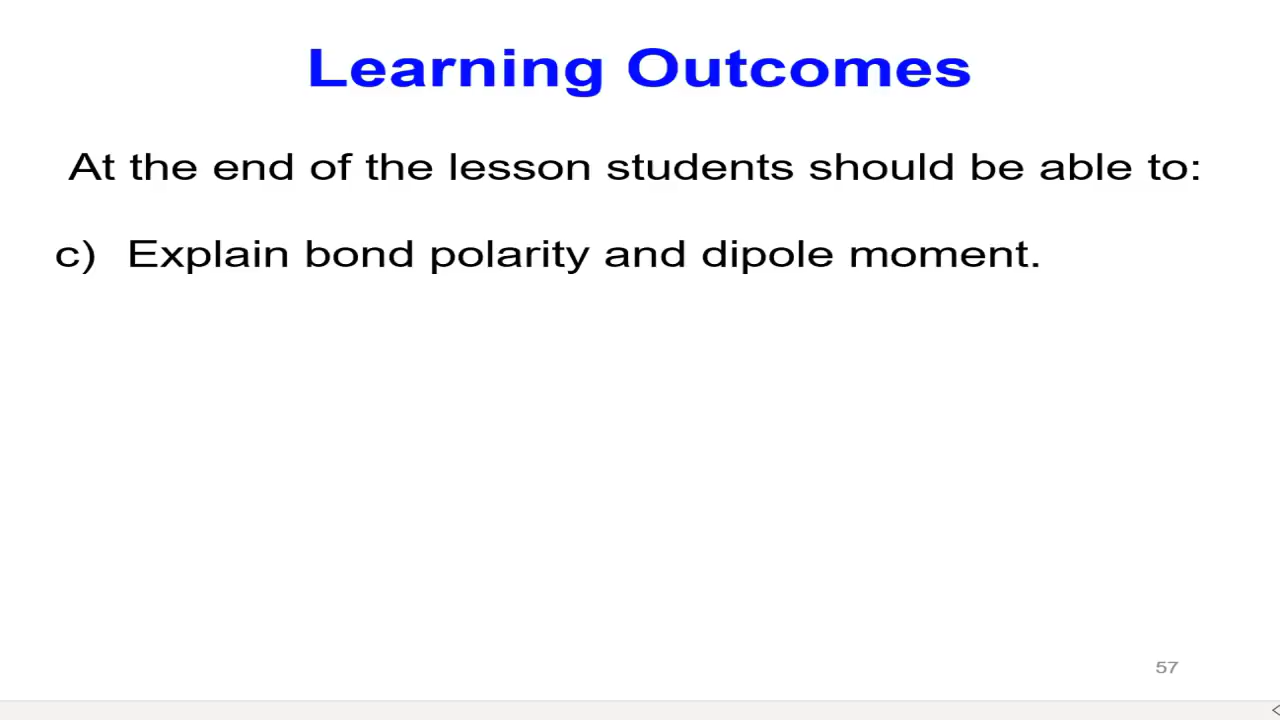 Learning Outcomes
At the end of the lesson students should be able to:
c) Explain bond polarity and dipole moment.
57